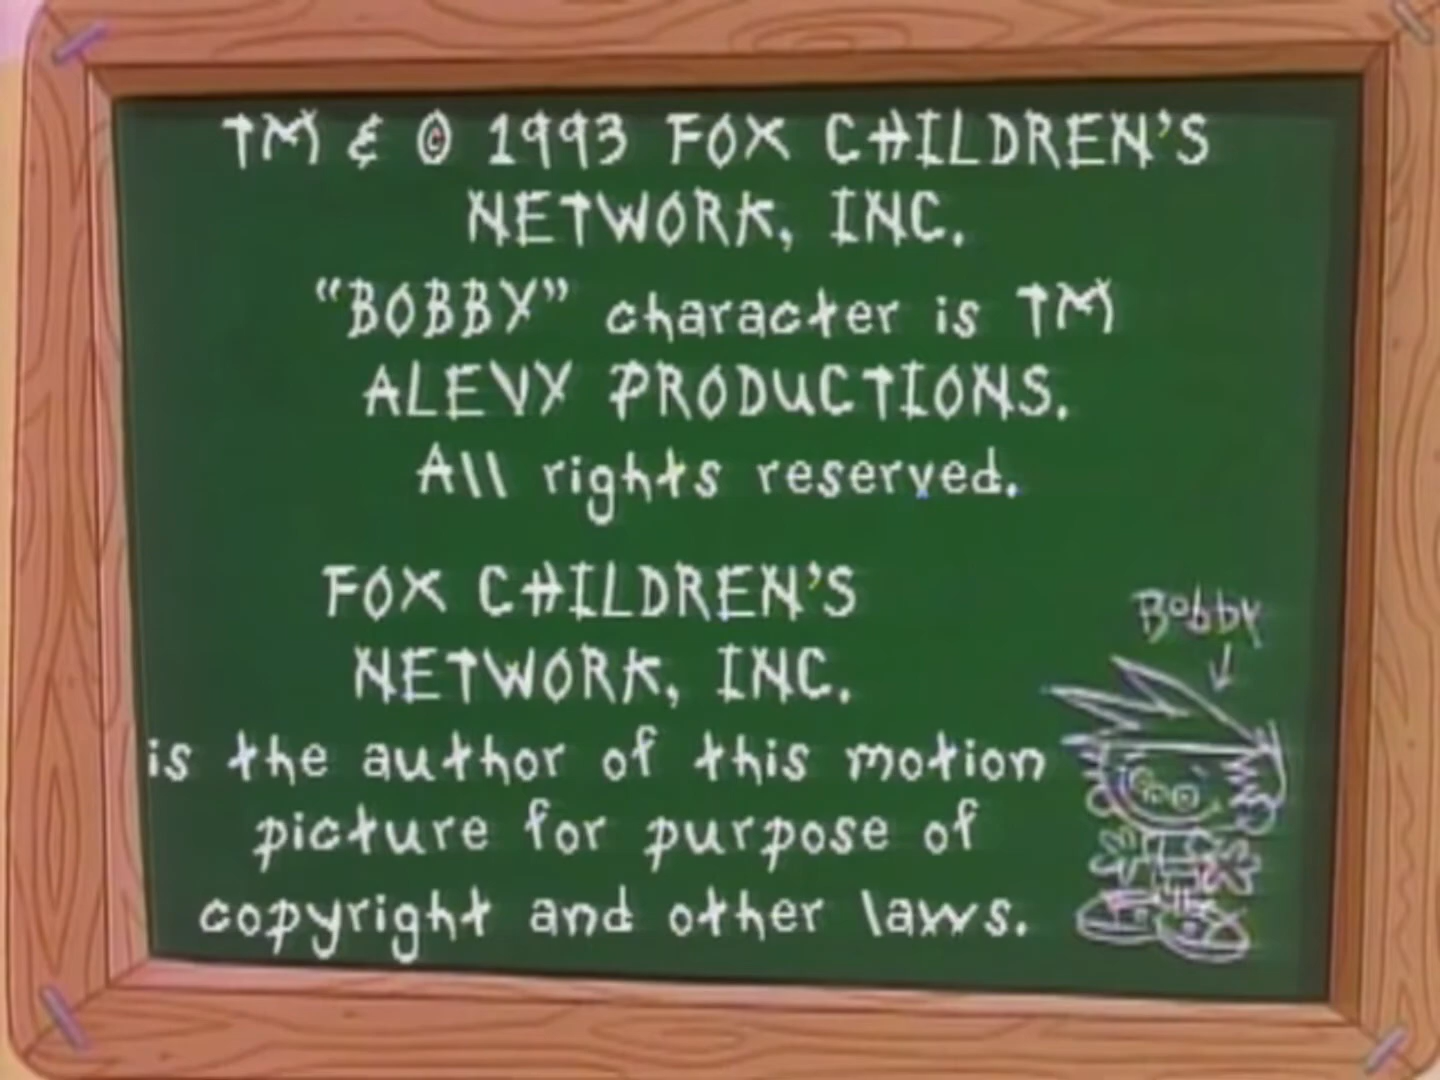 TM & © 1993 FOX CHILDREN'S
NETWORK, INC.
"BOBBY" character is TM
ALEVY PRODUCTIONS.
All rights reserved.
FOX CHILDREN'S
NETWORK, INC.
is the author of this motion
picture for purpose of
copyright and other laws.
Bobby